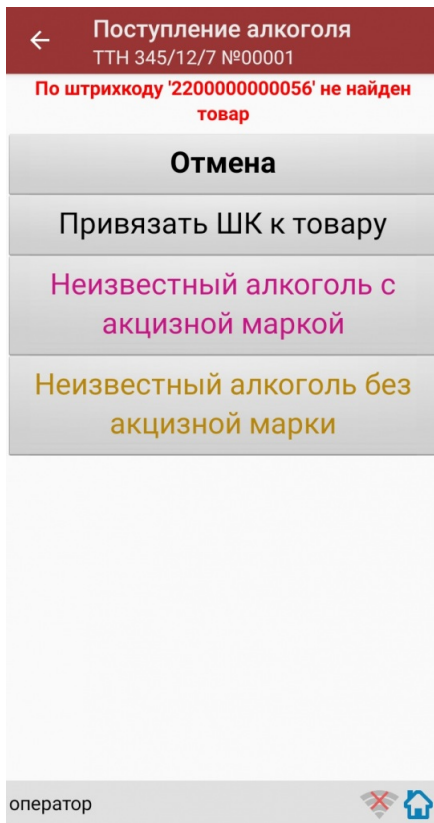 Поступление алкоголя
ТТН 345/12/7 №00001
По штрихкоду '2200000000056' не найден
товар
Отмена
Привязать ШК к товару
Неизвестный алкоголь с
акцизной маркой
Неизвестный алкоголь без
акцизной марки
оператор